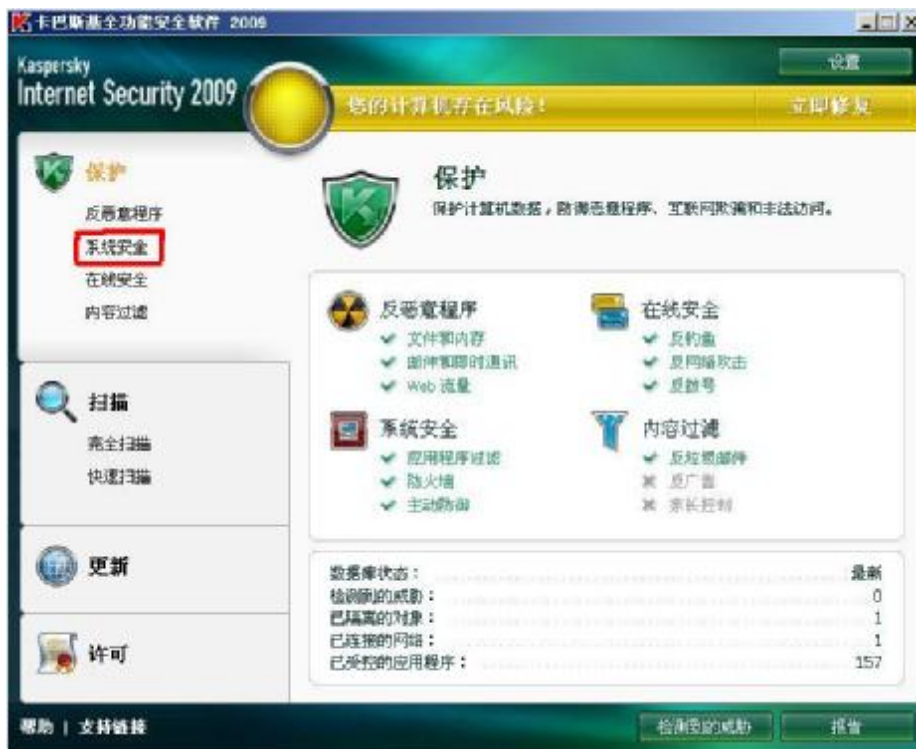 卡巴斯基全功能安全软件 2009
Kaspersky
Internet Security 2009
设置
您的计算机存在风险！
立即修复
保护
反恶意程序
系统安全
在线安全
内容过滤
扫描
完全扫描
快速扫描
更新
许可
保护
保护计算机数据，防御恶意程序、互联网欺骗和非法访问。
反恶意程序
文件和内存
邮件和即时通讯
Web 流量
在线安全
反钓鱼
反网络攻击
反拨号
系统安全
应用程序过滤
防火墙
主动防御
内容过滤
反垃圾邮件
反广告
家长控制
数据库状态： 最新
检测到的威胁： 0
已隔离的对象： 1
已连接的网络： 1
已受控的应用程序： 157
帮助 | 支持链接
检测到的威胁
报告